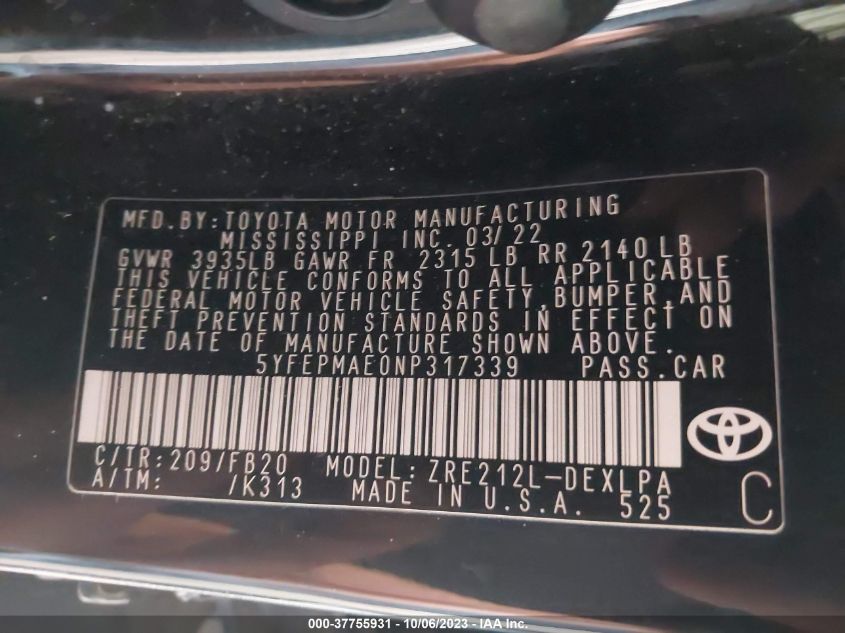 MFD.BY:TOYOTA MOTOR MANUFACTURING
MISSISSIPPI INC. 03/22
GVWR 3935LB GAWR FR 2315 LB RR 2140 LB
THIS VEHICLE CONFORMS TO ALL APPLICABLE
FEDERAL MOTOR VEHICLE SAFETY,BUMPER,AND
THEFT PREVENTION STANDARDS IN EFFECT ON
THE DATE OF MANUFACTURE SHOWN ABOVE.
5YFEPMAE0NP317339 PASS.CAR
C/TR:209/FB20 MODEL:ZRE212L-DEXLPA
A/TM: /K313 MADE IN U.S.A. 525 C
000-37755931 - 10/06/2023 - IAA Inc.